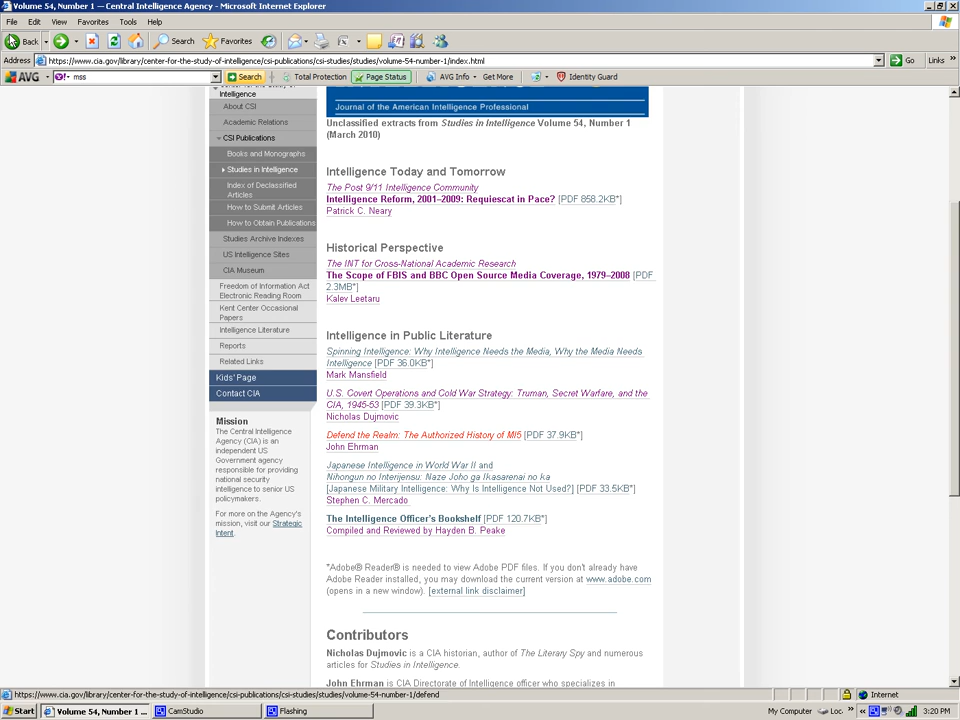 Volume 54, Number 1 — Central Intelligence Agency - Microsoft Internet Explorer
File Edit View Favorites Tools Help
Back Search Favorites
Address https://www.cia.gov/library/center-for-the-study-of-intelligence/csi-publications/csi-studies/studies/volume-54-number-1/index.html Go Links »
AVG Y! mss Search Total Protection Page Status AVG Info Get More Identity Guard
Intelligence
About CSI
Academic Relations
CSI Publications
Books and Monographs
Studies in Intelligence
Index of Declassified
Articles
How to Submit Articles
How to Obtain Publications
Studies Archive Indexes
US Intelligence Sites
CIA Museum
Freedom of Information Act
Electronic Reading Room
Kent Center Occasional
Papers
Intelligence Literature
Reports
Related Links
Kids' Page
Contact CIA
Mission
The Central Intelligence
Agency (CIA) is an
independent US
Government agency
responsible for providing
national security
intelligence to senior US
policymakers.
For more on the Agency's
mission, visit our Strategic
Intent.
Journal of the American Intelligence Professional
Unclassified extracts from Studies in Intelligence Volume 54, Number 1
(March 2010)
Intelligence Today and Tomorrow
The Post 9/11 Intelligence Community
Intelligence Reform, 2001–2009: Requiescat in Pace? [PDF 858.2KB*]
Patrick C. Neary
Historical Perspective
The INT for Cross-National Academic Research
The Scope of FBIS and BBC Open Source Media Coverage, 1979–2008 [PDF
2.3MB*]
Kalev Leetaru
Intelligence in Public Literature
Spinning Intelligence: Why Intelligence Needs the Media, Why the Media Needs
Intelligence [PDF 36.0KB*]
Mark Mansfield
U.S. Covert Operations and Cold War Strategy: Truman, Secret Warfare, and the
CIA, 1945-53 [PDF 39.3KB*]
Nicholas Dujmovic
Defend the Realm: The Authorized History of MI5 [PDF 37.9KB*]
John Ehrman
Japanese Intelligence in World War II and
Nihongun no Interijensu: Naze Joho ga Ikasarenai no ka
[Japanese Military Intelligence: Why Is Intelligence Not Used?] [PDF 33.5KB*]
Stephen C. Mercado
The Intelligence Officer's Bookshelf [PDF 120.7KB*]
Compiled and Reviewed by Hayden B. Peake
*Adobe® Reader® is needed to view Adobe PDF files. If you don't already have
Adobe Reader installed, you may download the current version at www.adobe.com
(opens in a new window). [external link disclaimer]
Contributors
Nicholas Dujmovic is a CIA historian, author of The Literary Spy and numerous
articles for Studies in Intelligence.
John Ehrman is CIA Directorate of Intelligence officer who specializes in
https://www.cia.gov/library/center-for-the-study-of-intelligence/csi-publications/csi-studies/studies/volume-54-number-1/defend Internet
Start Volume 54, Number 1 ... CamStudio Flashing My Computer Loc » « 3:20 PM